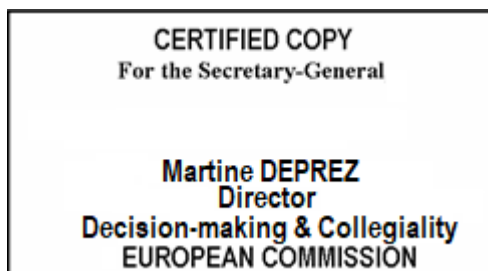 CERTIFIED COPY
For the Secretary-General
Martine DEPREZ
Director
Decision-making & Collegiality
EUROPEAN COMMISSION